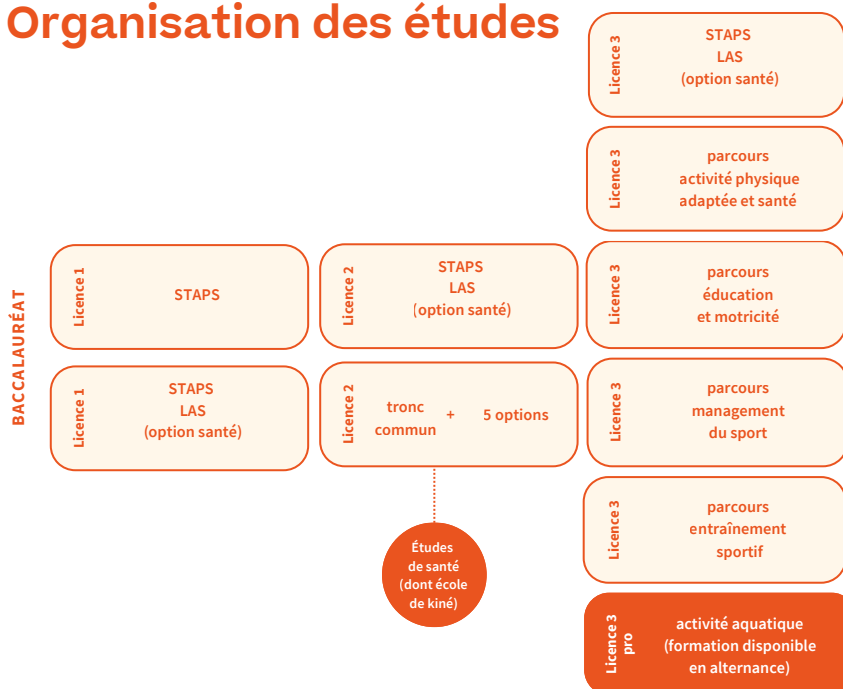 Organisation des études
BACCALAURÉAT
Licence 1
STAPS
Licence 1
STAPS
LAS
(option santé)
Licence 2
STAPS
LAS
(option santé)
Licence 2
tronc
commun
+
5 options
Études
de santé
(dont école
de kiné)
Licence 3
STAPS
LAS
(option santé)
Licence 3
parcours
activité physique
adaptée et santé
Licence 3
parcours
éducation
et motricité
Licence 3
parcours
management
du sport
Licence 3
parcours
entraînement
sportif
Licence 3
pro
activité aquatique
(formation disponible
en alternance)